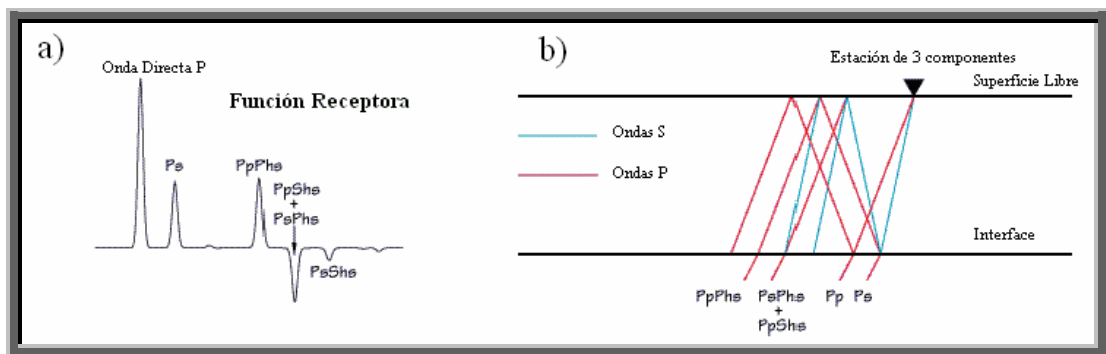 a)
Onda Directa P
Función Receptora
Ps
PpPhs
PpShs
+
PsPhs
PsShs
b)
Estación de 3 componentes
Superficie Libre
Ondas S
Ondas P
Interface
PpPhs
PsPhs
+
PpShs
Pp
Ps